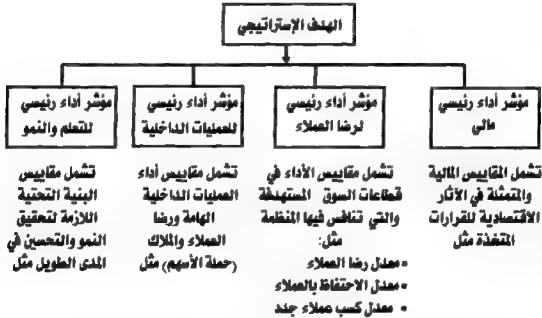 الهدف الإستراتيجي
مؤشر أداء رئيسي
مالي
مؤشر أداء رئيسي
لرضا العملاء
مؤشر أداء رئيسي
للعمليات الداخلية
مؤشر أداء رئيسي
للتعلم والنمو
تشمل المقاييس المالية
والمتمثلة في الآثار
الاقتصادية للقرارات
المتخذة مثل
تشمل مقاييس الأداء في
قطاعات السوق المستهدفة
والتي تنافس فيها المنظمة
مثل:
▪ معدل رضا العملاء
▪ معدل الاحتفاظ بالعملاء
▪ معدل كسب عملاء جدد
تشمل مقاييس أداء
العمليات الداخلية
الهامة ورضا
العملاء والملاك
(حملة الأسهم) مثل
تشمل مقاييس
البنية التحتية
اللازمة لتحقيق
النمو والتحسين في
المدى الطويل مثل